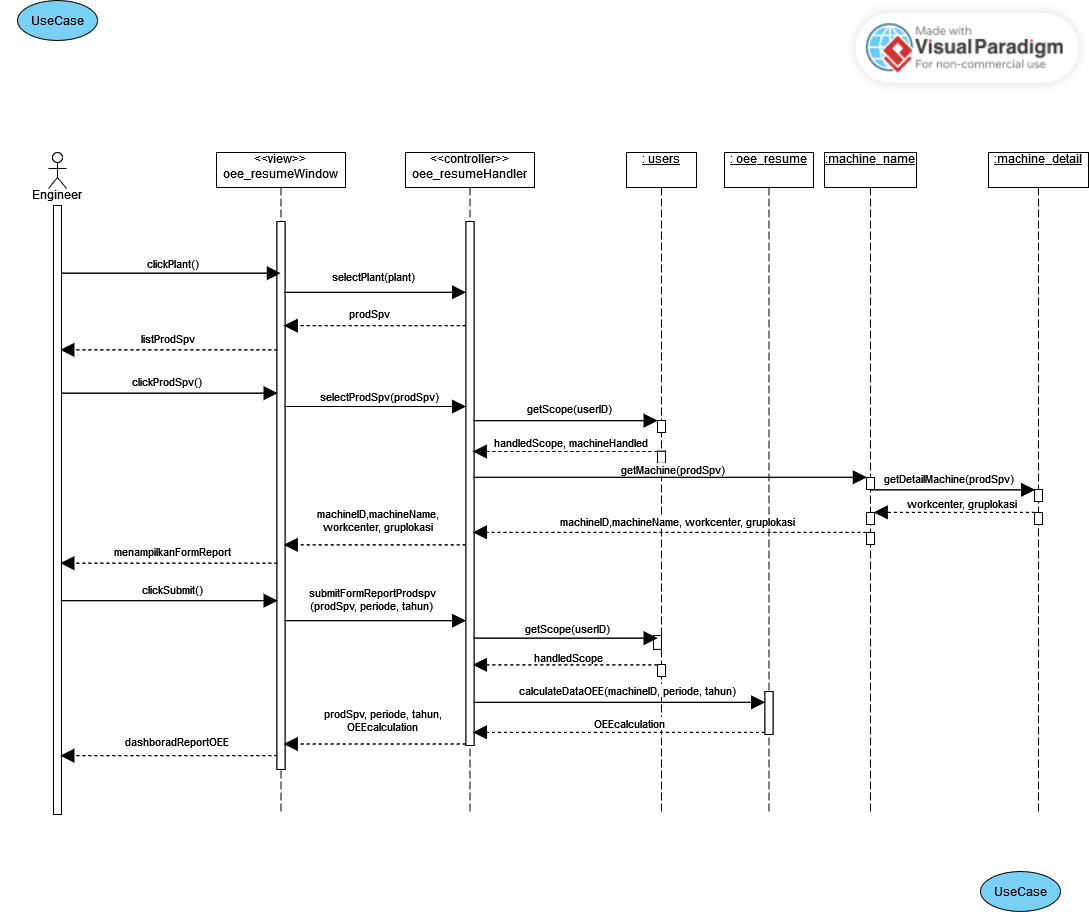 UseCase
Made with
VisualParadigm
For non-commercial use
<<view>>
oee_resumeWindow
<<controller>>
oee_resumeHandler
: users
: oee_resume
:machine_name
:machine_detail
Engineer
clickPlant()
selectPlant(plant)
prodSpv
listProdSpv
clickProdSpv()
selectProdSpv(prodSpv)
getScope(userID)
handledScope, machineHandled
getMachine(prodSpv)
getDetailMachine(prodSpv)
workcenter, gruplokasi
machineID,machineName, workcenter, gruplokasi
machineID,machineName,
workcenter, gruplokasi
menampilkanFormReport
clickSubmit()
submitFormReportProdspv
(prodSpv, periode, tahun)
getScope(userID)
handledScope
calculateDataOEE(machineID, periode, tahun)
OEEcalculation
prodSpv, periode, tahun,
OEEcalculation
dashboradReportOEE
UseCase